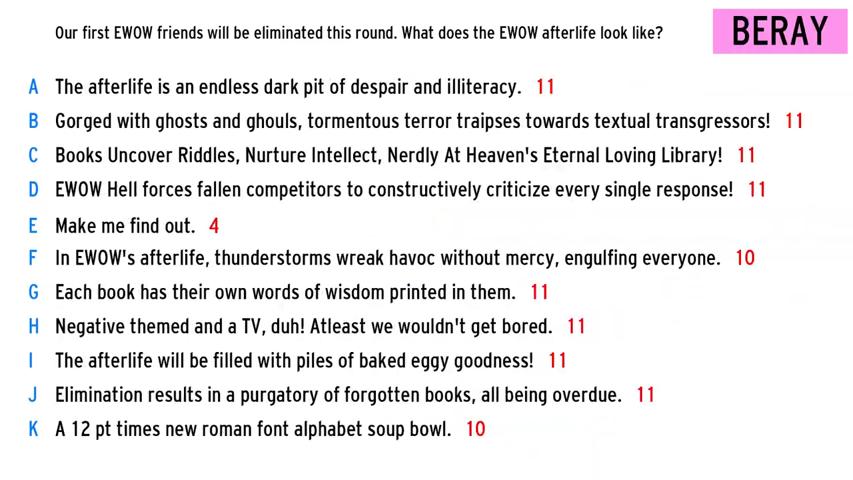 Our first EWOW friends will be eliminated this round. What does the EWOW afterlife look like?
BERAY
A The afterlife is an endless dark pit of despair and illiteracy. 11
B Gorged with ghosts and ghouls, tormentous terror traipses towards textual transgressors! 11
C Books Uncover Riddles, Nurture Intellect, Nerdly At Heaven's Eternal Loving Library! 11
D EWOW Hell forces fallen competitors to constructively criticize every single response! 11
E Make me find out. 4
F In EWOW's afterlife, thunderstorms wreak havoc without mercy, engulfing everyone. 10
G Each book has their own words of wisdom printed in them. 11
H Negative themed and a TV, duh! Atleast we wouldn't get bored. 11
I The afterlife will be filled with piles of baked eggy goodness! 11
J Elimination results in a purgatory of forgotten books, all being overdue. 11
K A 12 pt times new roman font alphabet soup bowl. 10